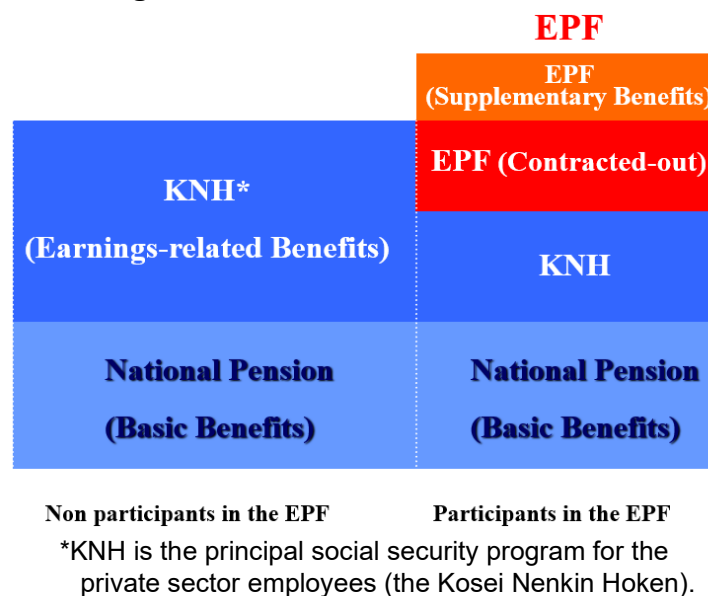 EPF
EPF
(Supplementary Benefits)
EPF (Contracted-out)
KNH*
(Earnings-related Benefits)
KNH
National Pension
(Basic Benefits)
National Pension
(Basic Benefits)
Non participants in the EPF
Participants in the EPF
*KNH is the principal social security program for the
private sector employees (the Kosei Nenkin Hoken).